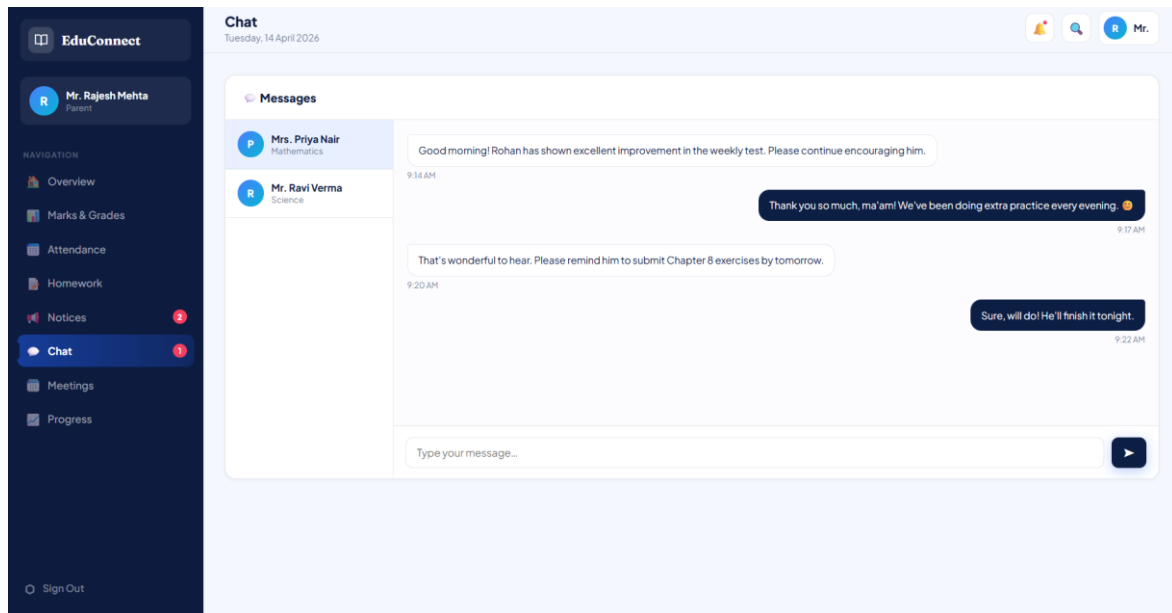 EduConnect
R
Mr. Rajesh Mehta
Parent
NAVIGATION
Overview
Marks & Grades
Attendance
Homework
Notices 2
Chat 1
Meetings
Progress
Sign Out
Chat
Tuesday, 14 April 2026
R Mr.
Messages
P
Mrs. Priya Nair
Mathematics
R
Mr. Ravi Verma
Science
Good morning! Rohan has shown excellent improvement in the weekly test. Please continue encouraging him.
9:14 AM
Thank you so much, ma'am! We've been doing extra practice every evening. 😊
9:17 AM
That's wonderful to hear. Please remind him to submit Chapter 8 exercises by tomorrow.
9:20 AM
Sure, will do! He'll finish it tonight.
9:22 AM
Type your message...